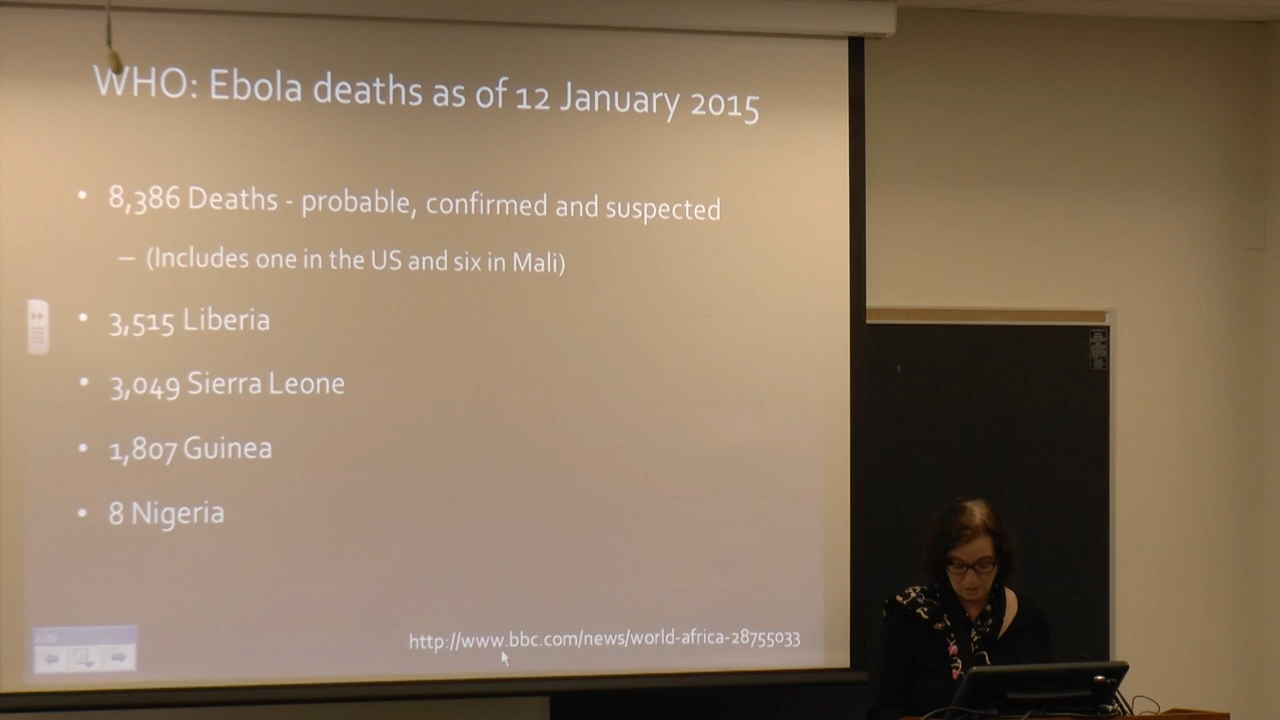 WHO: Ebola deaths as of 12 January 2015
• 8,386 Deaths - probable, confirmed and suspected
– (Includes one in the US and six in Mali)
• 3,515 Liberia
• 3,049 Sierra Leone
• 1,807 Guinea
• 8 Nigeria
http://www.bbc.com/news/world-africa-28755033